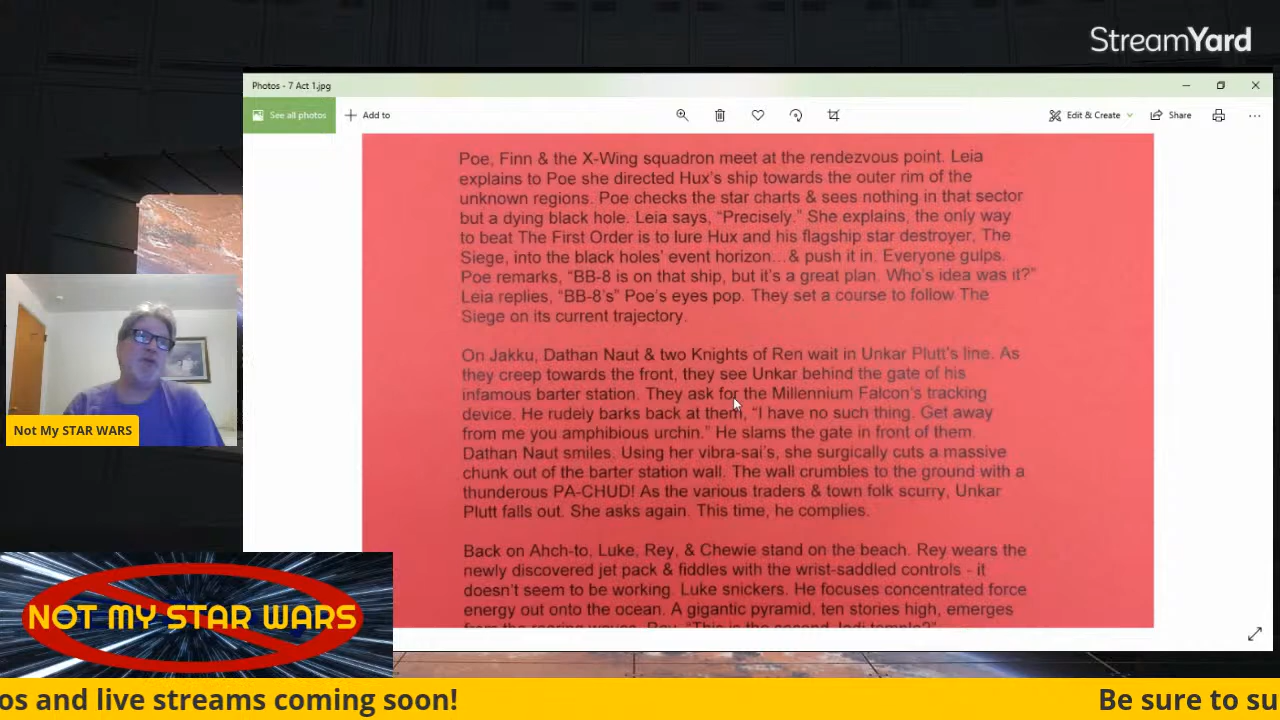 StreamYard
Photos - 7 Act 1.jpg
See all photos
Add to
Edit & Create
Share
Poe, Finn & the X-Wing squadron meet at the rendezvous point. Leia
explains to Poe she directed Hux's ship towards the outer rim of the
unknown regions. Poe checks the star charts & sees nothing in that sector
but a dying black hole. Leia says, “Precisely.” She explains, the only way
to beat The First Order is to lure Hux and his flagship star destroyer, The
Siege, into the black holes' event horizon...& push it in. Everyone gulps.
Poe remarks, “BB-8 is on that ship, but it's a great plan. Who's idea was it?”
Leia replies, “BB-8's” Poe's eyes pop. They set a course to follow The
Siege on its current trajectory.
On Jakku, Dathan Naut & two Knights of Ren wait in Unkar Plutt's line. As
they creep towards the front, they see Unkar behind the gate of his
infamous barter station. They ask for the Millennium Falcon's tracking
device. He rudely barks back at them, “I have no such thing. Get away
from me you amphibious urchin.” He slams the gate in front of them.
Dathan Naut smiles. Using her vibra-sai's, she surgically cuts a massive
chunk out of the barter station wall. The wall crumbles to the ground with a
thunderous PA-CHUD! As the various traders & town folk scurry, Unkar
Plutt falls out. She asks again. This time, he complies.
Back on Ahch-to, Luke, Rey, & Chewie stand on the beach. Rey wears the
newly discovered jet pack & fiddles with the wrist-saddled controls - it
doesn't seem to be working. Luke snickers. He focuses concentrated force
energy out onto the ocean. A gigantic pyramid, ten stories high, emerges
from the roaring waves. Rey, “This is the second Jedi temple?”
Not My STAR WARS
NOT MY STAR WARS
os and live streams coming soon!
Be sure to su